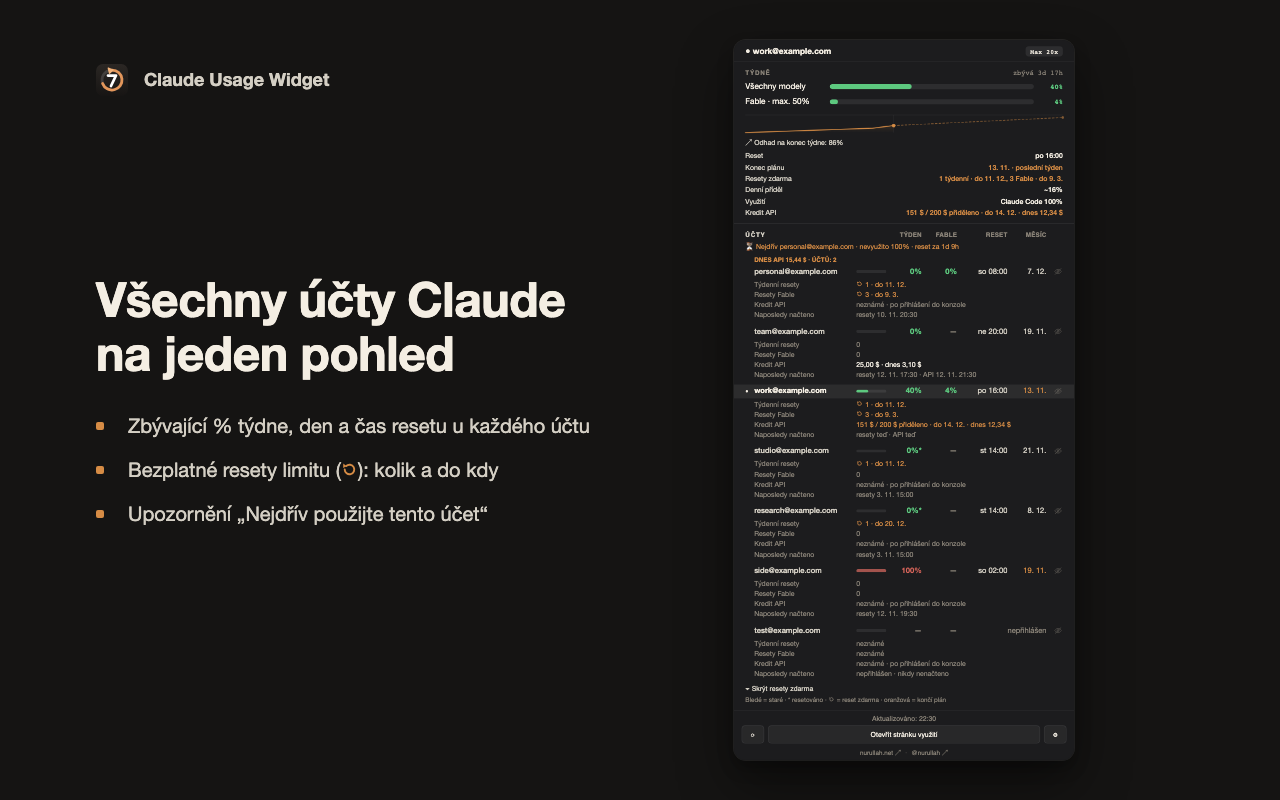 7
Claude Usage Widget
Všechny účty Claude
na jeden pohled
Zbývající % týdne, den a čas resetu u každého účtu
Bezplatné resety limitu (↺): kolik a do kdy
Upozornění „Nejdřív použijte tento účet“
work@example.com Max 20x
TÝDNĚ zbývá 3d 17h
Všechny modely 40%
Fable · max. 50% 4%
↗ Odhad na konec týdne: 86%
Reset po 16:00
Konec plánu 13. 11. · poslední týden
Resety zdarma 1 týdenní · do 11. 12., 3 Fable · do 9. 3.
Denní příděl ~16%
Využití Claude Code 100%
Kredit API 151 $ / 200 $ přiděleno · do 14. 12. · dnes 12,34 $
ÚČTY TÝDEN FABLE RESET MĚSÍC
⌛ Nejdřív personal@example.com · nevyužito 100% · reset za 1d 9h
DNES API 15,44 $ · ÚČTŮ: 2
personal@example.com 0% 0% so 08:00 7. 12.
Týdenní resety ↺ 1 · do 11. 12.
Resety Fable ↺ 3 · do 9. 3.
Kredit API neznámé · po přihlášení do konzole
Naposledy načteno resety 10. 11. 20:30
team@example.com 0% — ne 20:00 19. 11.
Týdenní resety 0
Resety Fable 0
Kredit API 25,00 $ · dnes 3,10 $
Naposledy načteno resety 12. 11. 17:30 · API 12. 11. 21:30
work@example.com 40% 4% po 16:00 13. 11.
Týdenní resety ↺ 1 · do 11. 12.
Resety Fable ↺ 3 · do 9. 3.
Kredit API 151 $ / 200 $ přiděleno · do 14. 12. · dnes 12,34 $
Naposledy načteno resety teď · API teď
studio@example.com 0%* — st 14:00 21. 11.
Týdenní resety ↺ 1 · do 11. 12.
Resety Fable 0
Kredit API neznámé · po přihlášení do konzole
Naposledy načteno resety 3. 11. 15:00
research@example.com 0%* — st 14:00 8. 12.
Týdenní resety ↺ 1 · do 20. 12.
Resety Fable 0
Kredit API neznámé · po přihlášení do konzole
Naposledy načteno resety 3. 11. 15:00
side@example.com 100% — so 02:00 19. 11.
Týdenní resety 0
Resety Fable 0
Kredit API neznámé · po přihlášení do konzole
Naposledy načteno resety 12. 11. 19:30
test@example.com — — nepřihlášen
Týdenní resety neznámé
Resety Fable neznámé
Kredit API neznámé · po přihlášení do konzole
Naposledy načteno nepřihlášen · nikdy nenačteno
Skrýt resety zdarma
Bledé = staré · * resetováno · ↺ = reset zdarma · oranžová = končí plán
Aktualizováno: 22:30
Otevřít stránku využití
nurullah.net ↗ · @nurullah ↗